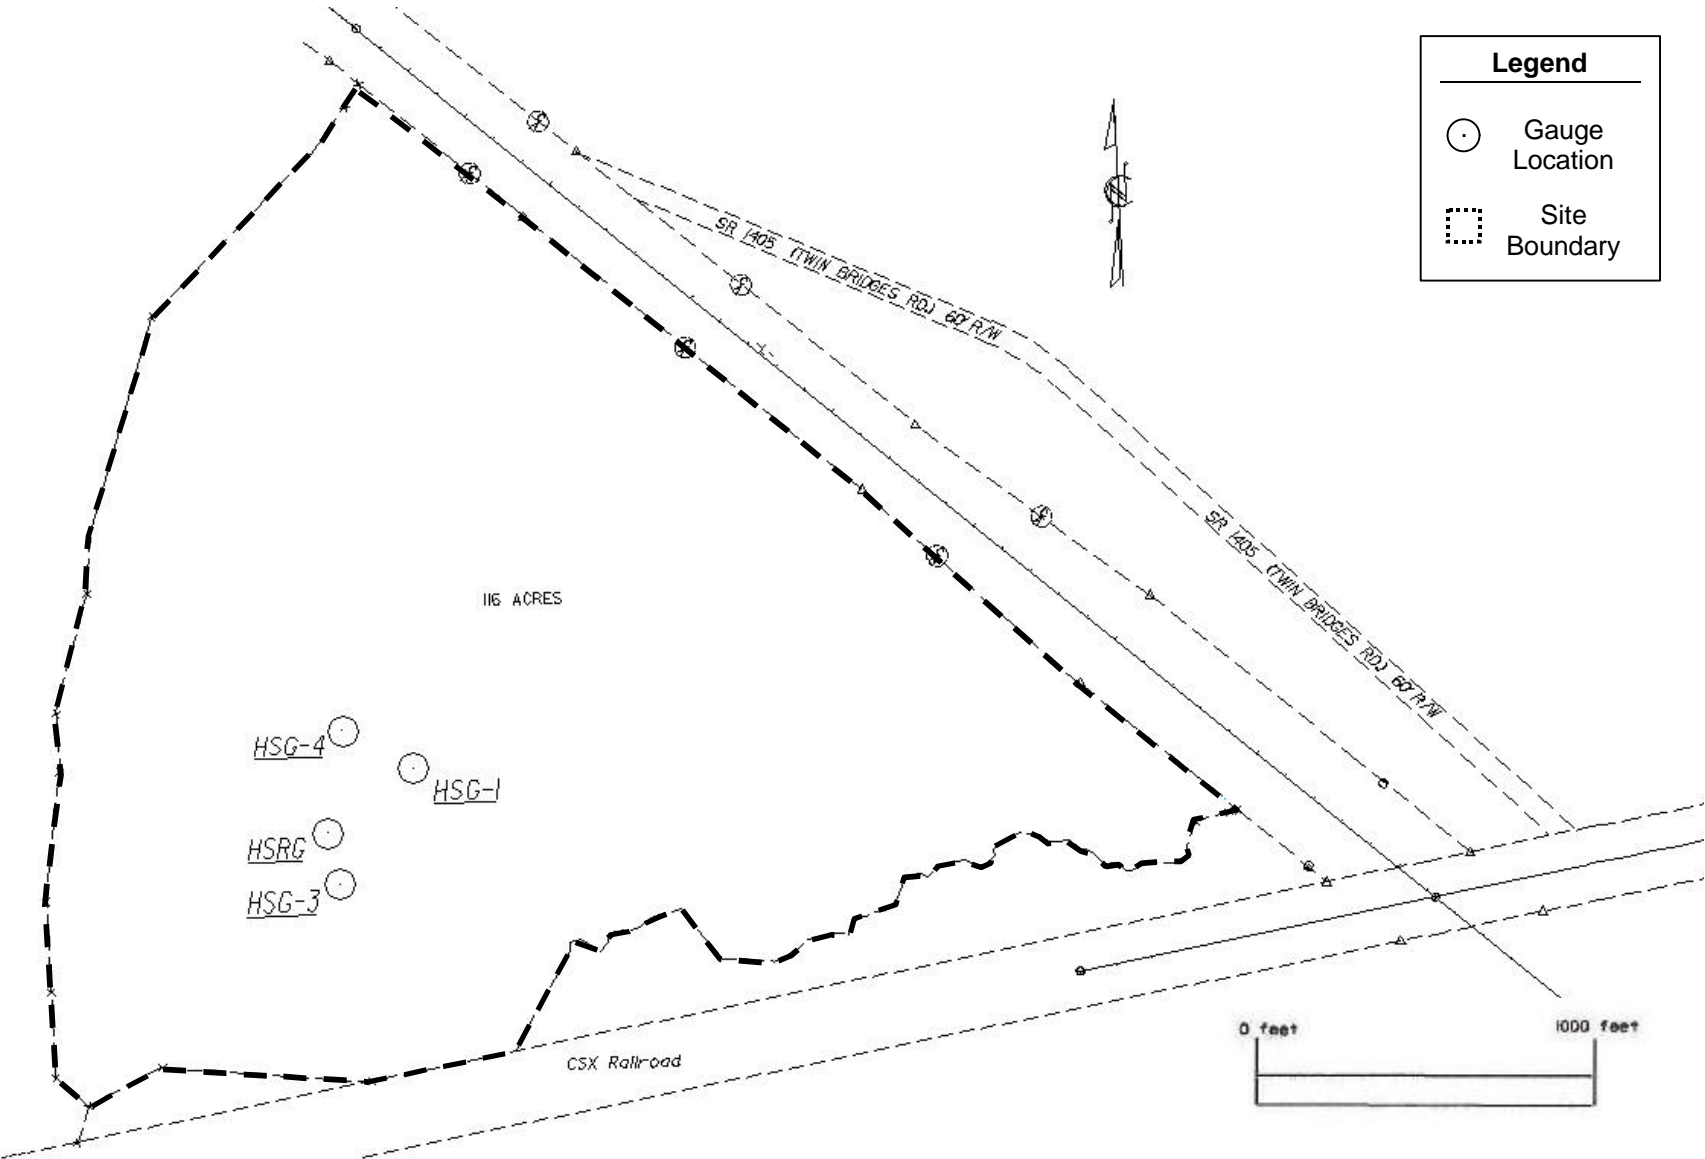 Legend
Gauge
Location
Site
Boundary
SR 1405 (TWIN BRIDGES RD.) 60' R/W
SR 1405 (TWIN BRIDGES RD.) 60' R/W
116 ACRES
HSG-4
HSG-1
HSRG
HSG-3
CSX Railroad
0 feet
1000 feet